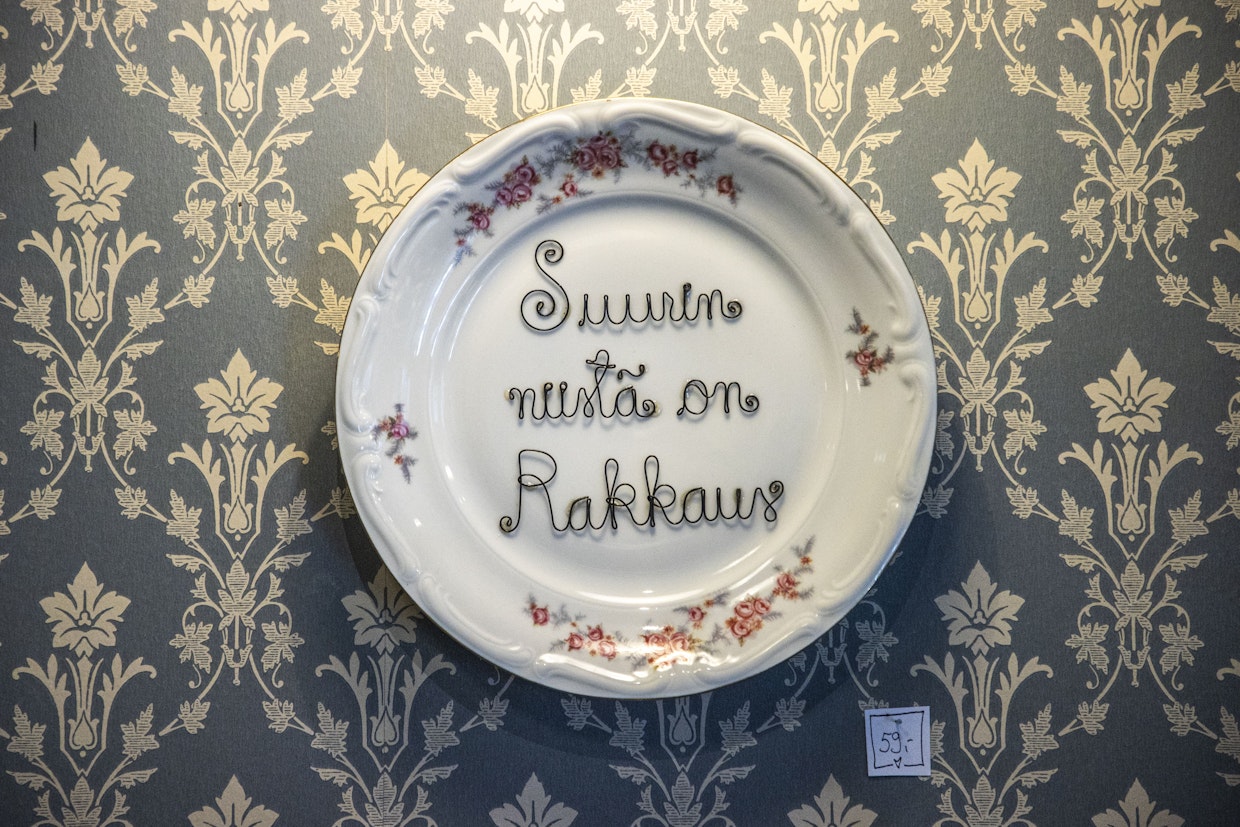 Suurin
niistä on
Rakkaus
59,-